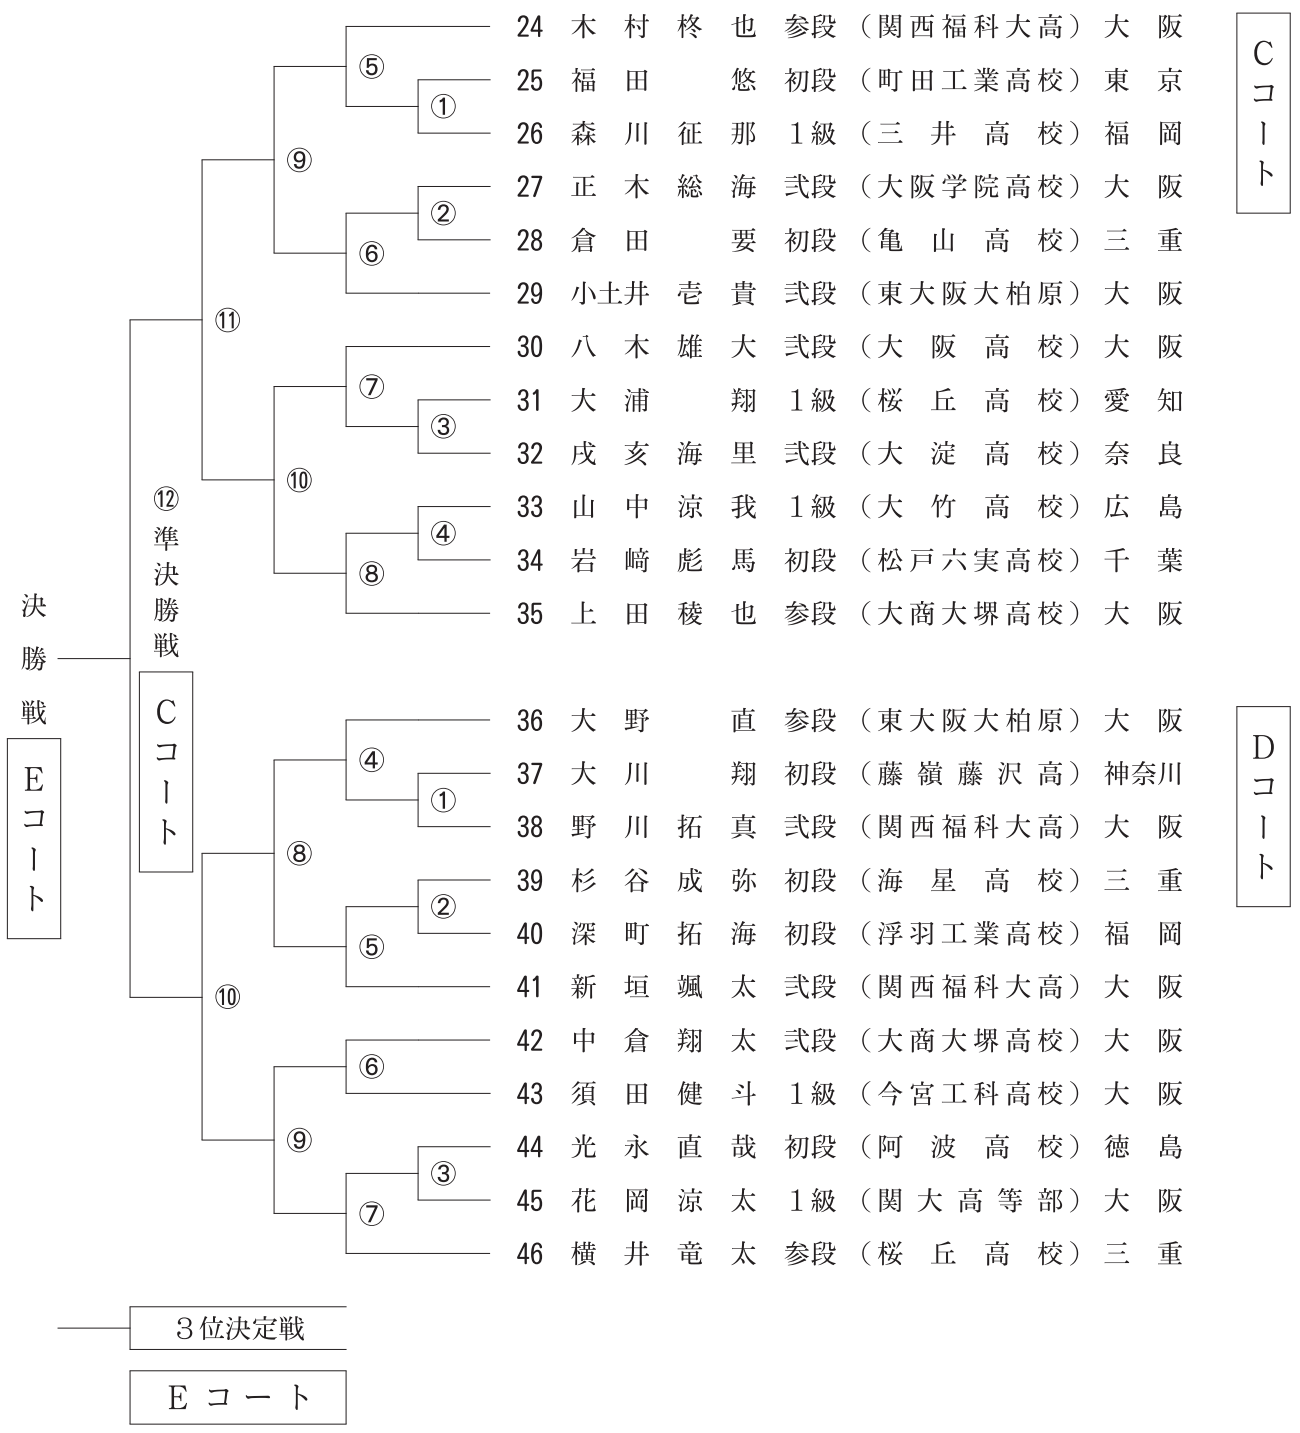 24 木村柊也 参段 （関西福科大高） 大阪
⑤
25 福田 悠 初段 （町田工業高校） 東京
①
26 森川征那 １級 （三井高校） 福岡
⑨
27 正木総海 弐段 （大阪学院高校） 大阪
②
28 倉田 要 初段 （亀山高校） 三重
⑥
29 小土井壱貴 弐段 （東大阪大柏原） 大阪
⑪
30 八木雄大 弐段 （大阪高校） 大阪
⑦
31 大浦 翔 １級 （桜丘高校） 愛知
③
32 戌亥海里 弐段 （大淀高校） 奈良
⑩
33 山中涼我 １級 （大竹高校） 広島
④
34 岩﨑彪馬 初段 （松戸六実高校） 千葉
⑧
35 上田稜也 参段 （大商大堺高校） 大阪
Cコート
⑫準決勝戦
Cコート
決勝戦
Eコート
36 大野 直 参段 （東大阪大柏原） 大阪
④
37 大川 翔 初段 （藤嶺藤沢高） 神奈川
①
38 野川拓真 弐段 （関西福科大高） 大阪
⑧
39 杉谷成弥 初段 （海星高校） 三重
②
40 深町拓海 初段 （浮羽工業高校） 福岡
⑤
41 新垣颯太 弐段 （関西福科大高） 大阪
⑩
42 中倉翔太 弐段 （大商大堺高校） 大阪
⑥
43 須田健斗 １級 （今宮工科高校） 大阪
⑨
44 光永直哉 初段 （阿波高校） 徳島
③
45 花岡涼太 １級 （関大高等部） 大阪
⑦
46 横井竜太 参段 （桜丘高校） 三重
Dコート
３位決定戦
Eコート